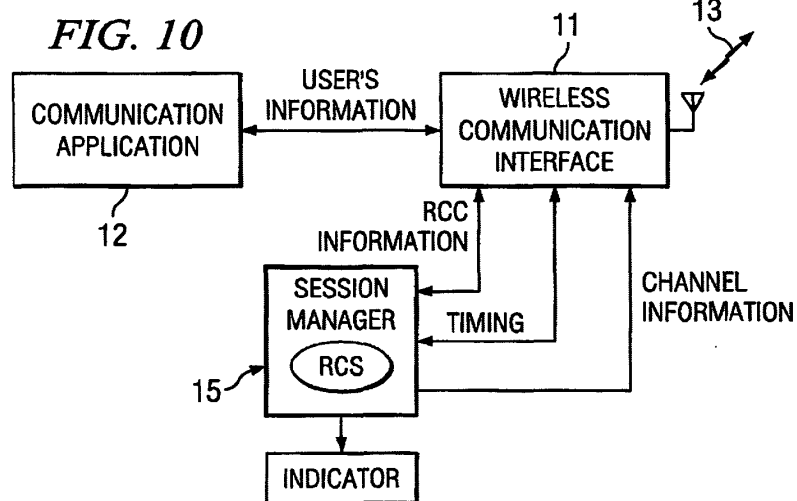 FIG. 10
13
11
COMMUNICATION
APPLICATION
USER'S
INFORMATION
WIRELESS
COMMUNICATION
INTERFACE
12
RCC
INFORMATION
CHANNEL
INFORMATION
SESSION
MANAGER
TIMING
RCS
15
INDICATOR